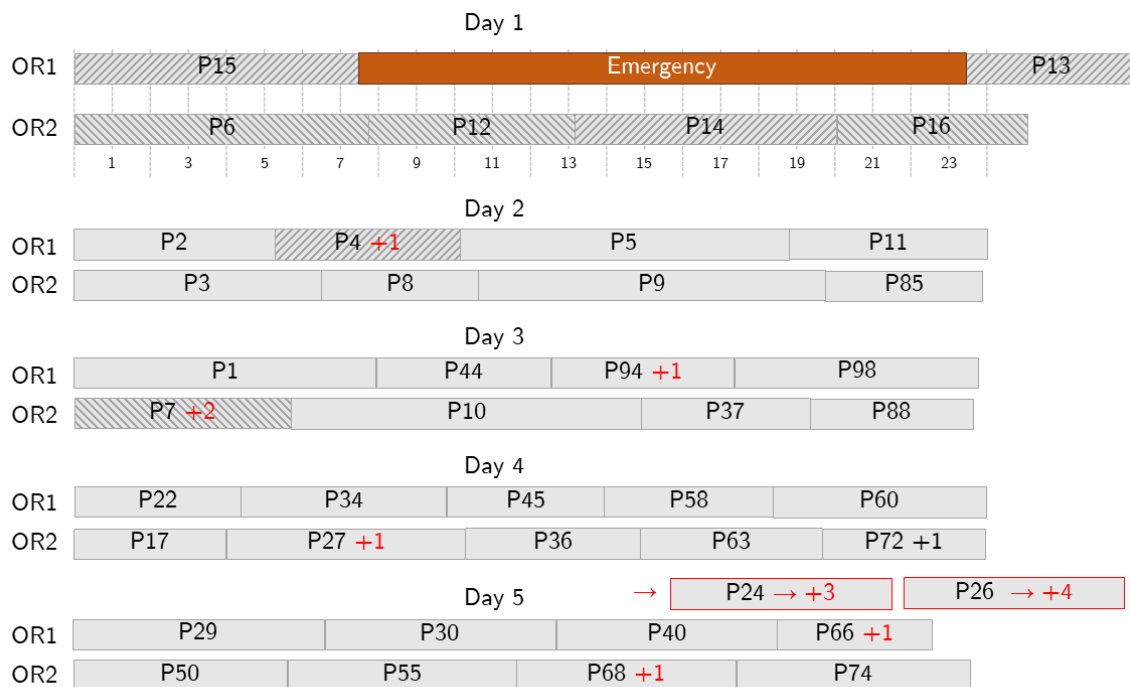 Day 1
OR1 P15 Emergency P13
OR2 P6 P12 P14 P16
1 3 5 7 9 11 13 15 17 19 21 23
Day 2
OR1 P2 P4 +1 P5 P11
OR2 P3 P8 P9 P85
Day 3
OR1 P1 P44 P94 +1 P98
OR2 P7 +2 P10 P37 P88
Day 4
OR1 P22 P34 P45 P58 P60
OR2 P17 P27 +1 P36 P63 P72 +1
Day 5 → P24 → +3 P26 → +4
OR1 P29 P30 P40 P66 +1
OR2 P50 P55 P68 +1 P74